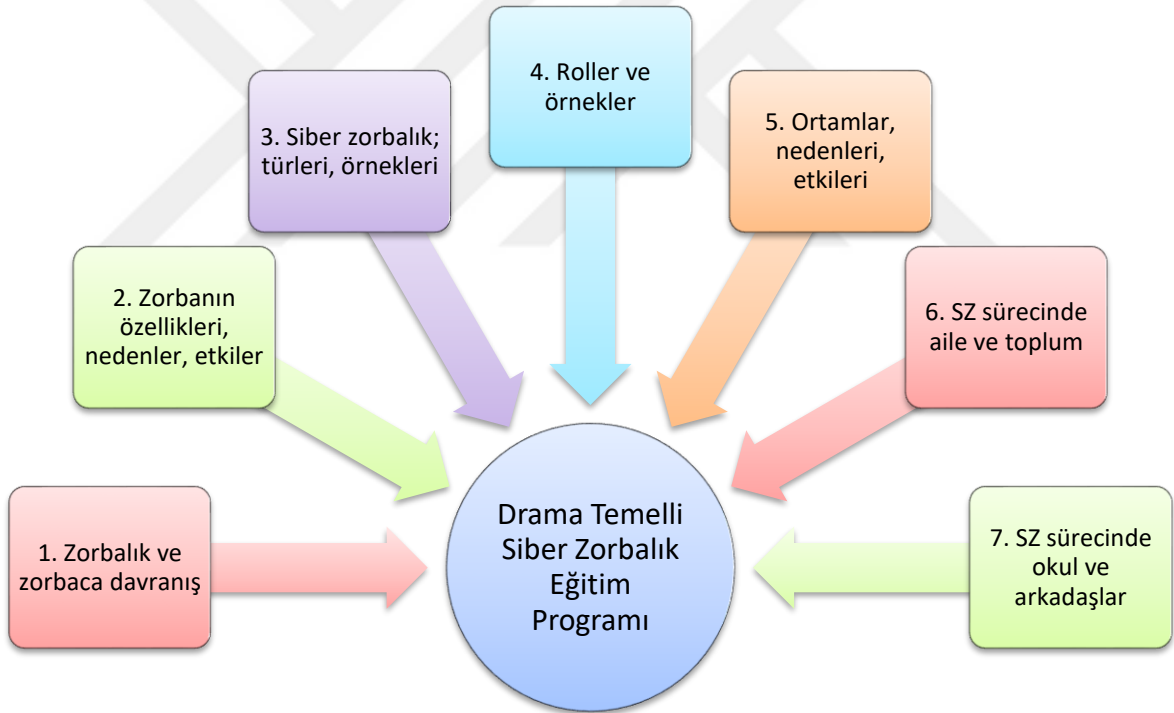 1. Zorbalık ve
zorbaca davranış
2. Zorbanın
özellikleri,
nedenler, etkiler
3. Siber zorbalık;
türleri, örnekleri
4. Roller ve
örnekler
5. Ortamlar,
nedenleri,
etkileri
6. SZ sürecinde
aile ve toplum
7. SZ sürecinde
okul ve
arkadaşlar
Drama Temelli
Siber Zorbalık
Eğitim
Programı